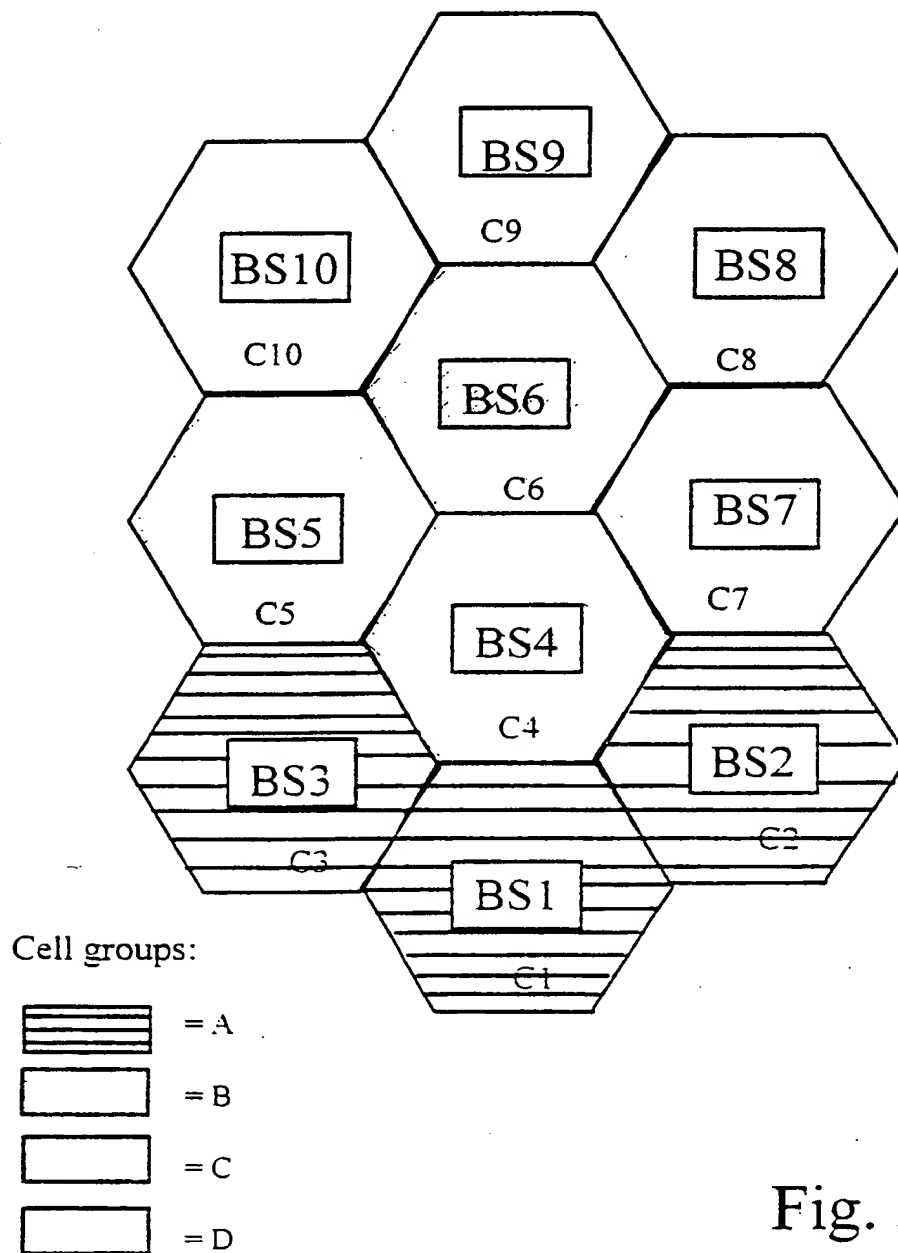 BS9
C9
BS10
BS8
C10
C8
BS6
C6
BS5
BS7
C5
C7
BS4
C4
BS3
BS2
C3
C2
BS1
C1
Cell groups:
= A
= B
= C
= D
Fig.